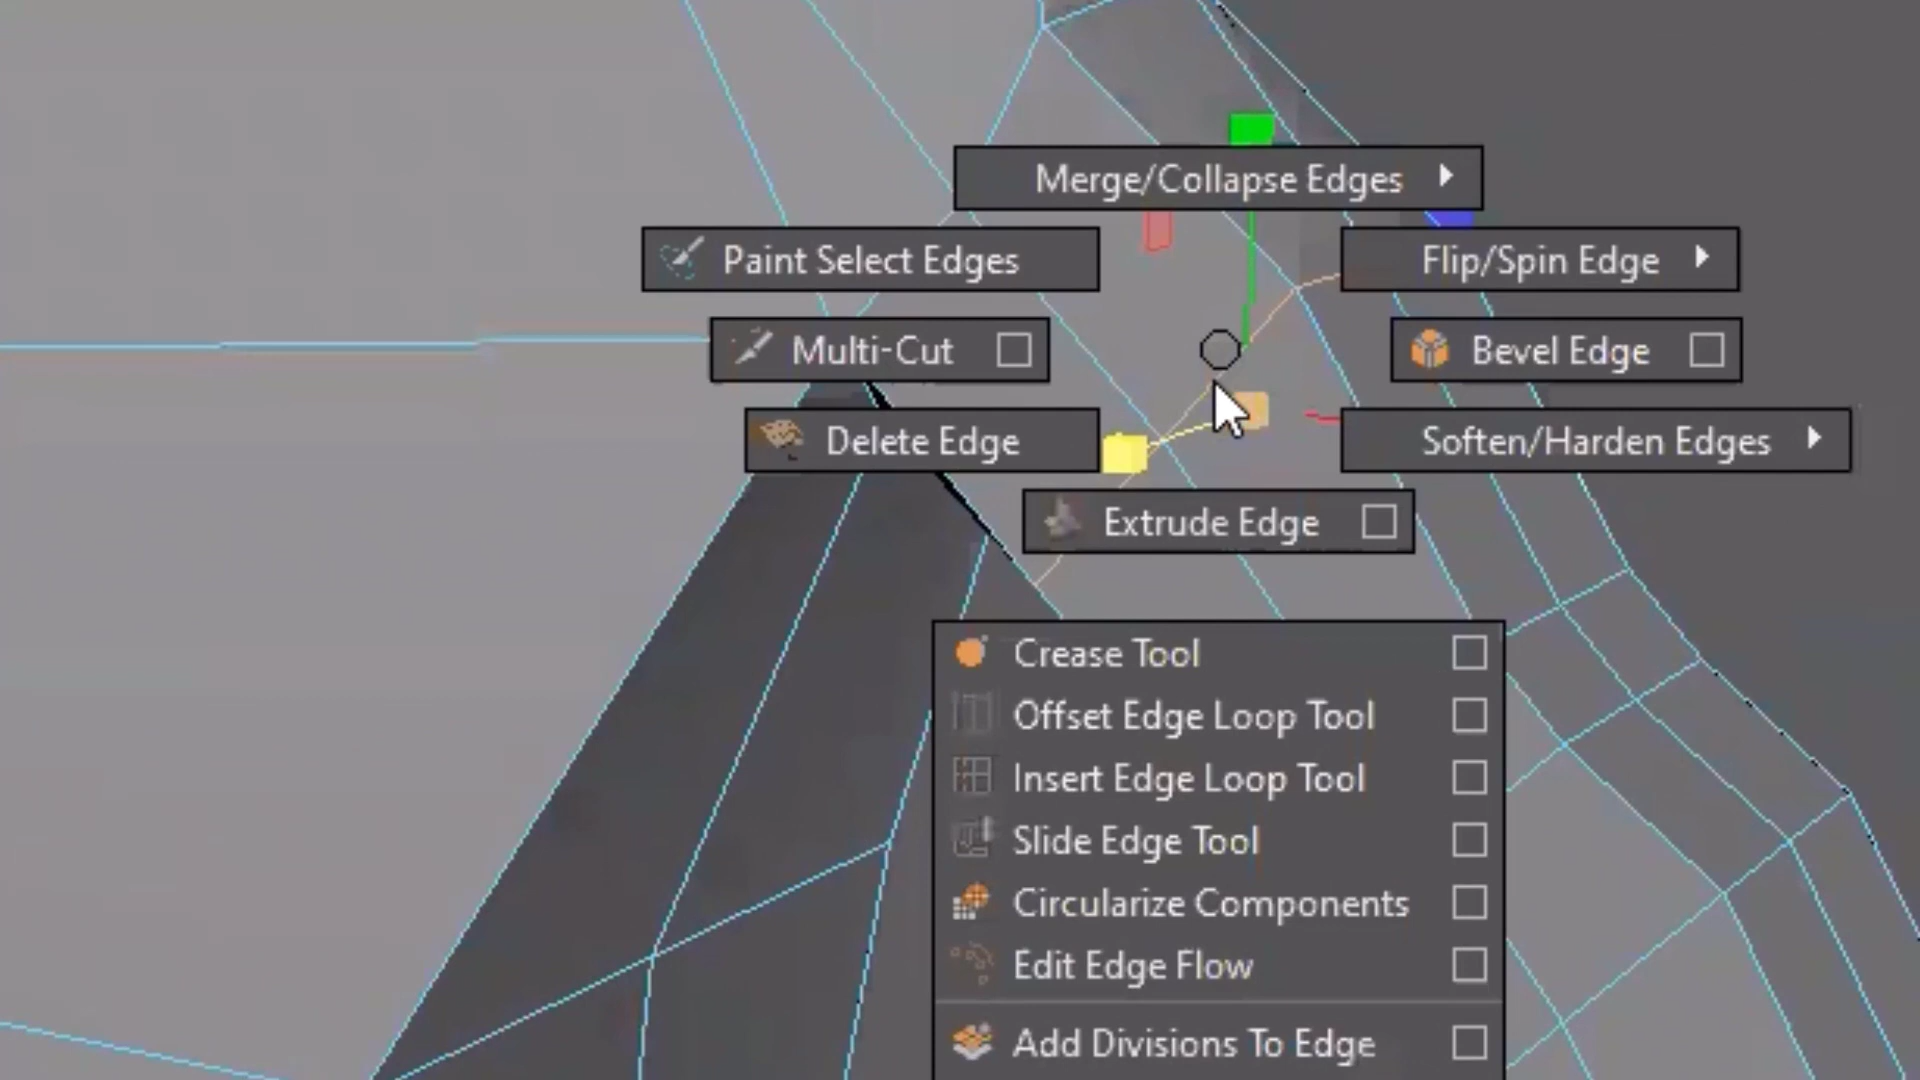 Merge/Collapse Edges
Paint Select Edges
Flip/Spin Edge
Multi-Cut
Bevel Edge
Delete Edge
Soften/Harden Edges
Extrude Edge
Crease Tool
Offset Edge Loop Tool
Insert Edge Loop Tool
Slide Edge Tool
Circularize Components
Edit Edge Flow
Add Divisions To Edge